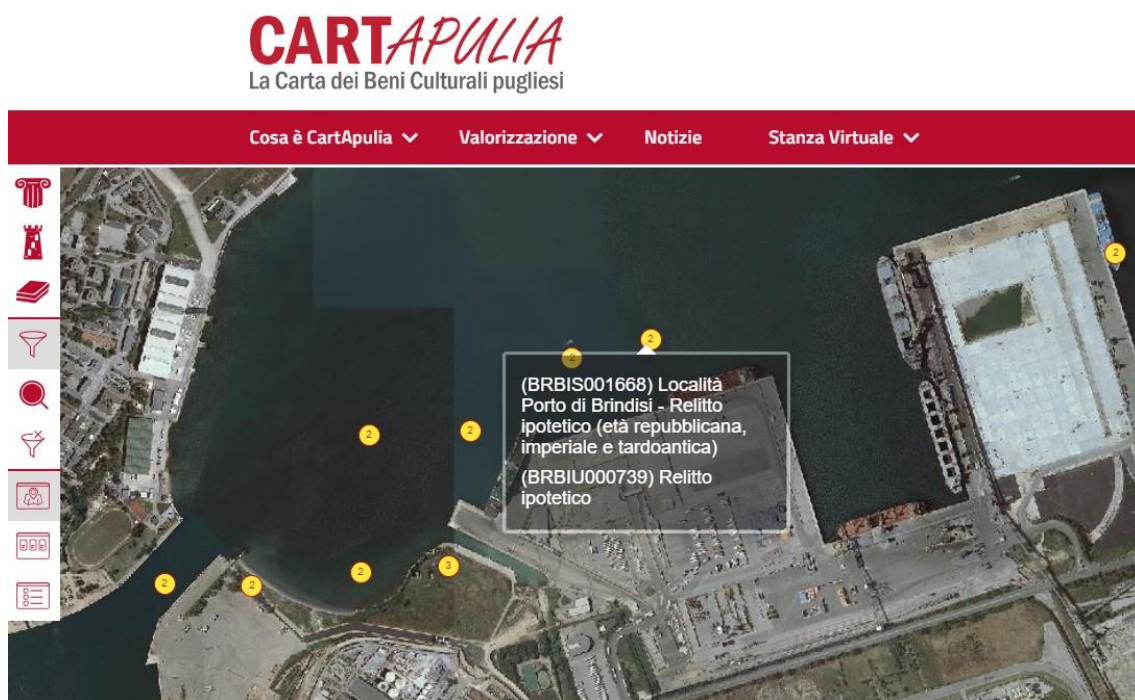 CARTAPULIA
La Carta dei Beni Culturali pugliesi
Cosa è CartApulia Valorizzazione Notizie Stanza Virtuale
2
2
2
(BRBIS001668) Località
Porto di Brindisi - Relitto
ipotetico (età repubblicana,
imperiale e tardoantica)
(BRBIU000739) Relitto
ipotetico
2
2
2
2
2
3